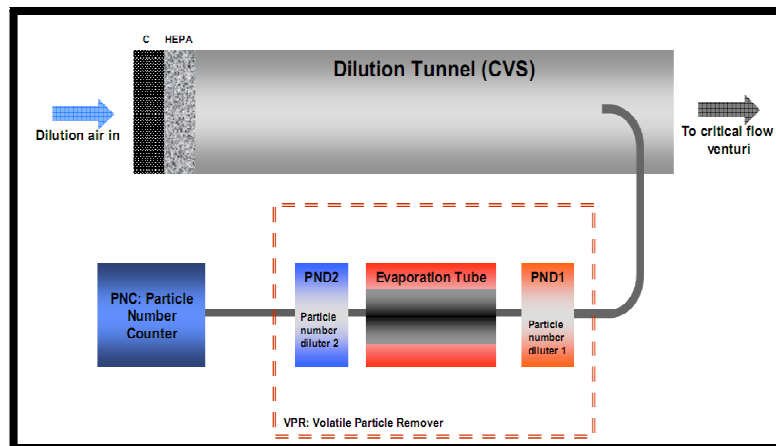 C HEPA
Dilution Tunnel (CVS)
Dilution air in
To critical flow
venturi
PNC: Particle
Number
Counter
PND2
Particle
number
diluter 2
Evaporation Tube
PND1
Particle
number
diluter 1
VPR: Volatile Particle Remover